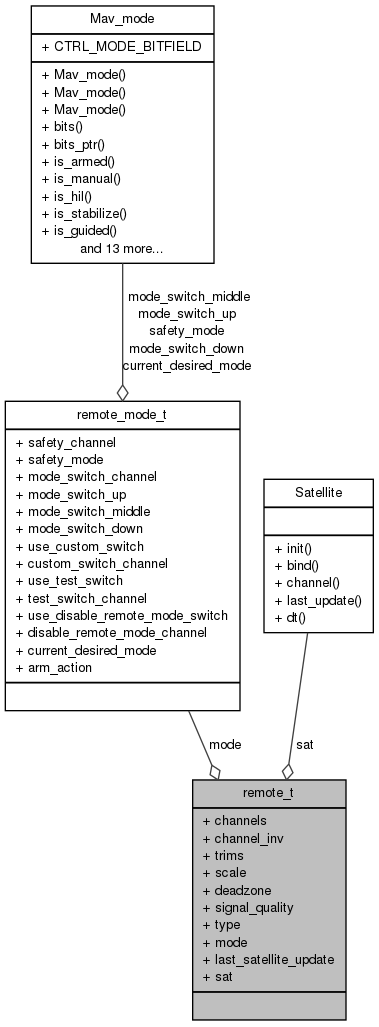 Mav_mode
+ CTRL_MODE_BITFIELD
+ Mav_mode()
+ Mav_mode()
+ Mav_mode()
+ bits()
+ bits_ptr()
+ is_armed()
+ is_manual()
+ is_hil()
+ is_stabilize()
+ is_guided()
and 13 more...
mode_switch_middle
mode_switch_up
safety_mode
mode_switch_down
current_desired_mode
remote_mode_t
+ safety_channel
+ safety_mode
+ mode_switch_channel
+ mode_switch_up
+ mode_switch_middle
+ mode_switch_down
+ use_custom_switch
+ custom_switch_channel
+ use_test_switch
+ test_switch_channel
+ use_disable_remote_mode_switch
+ disable_remote_mode_channel
+ current_desired_mode
+ arm_action
Satellite
+ init()
+ bind()
+ channel()
+ last_update()
+ dt()
mode
sat
remote_t
+ channels
+ channel_inv
+ trims
+ scale
+ deadzone
+ signal_quality
+ type
+ mode
+ last_satellite_update
+ sat